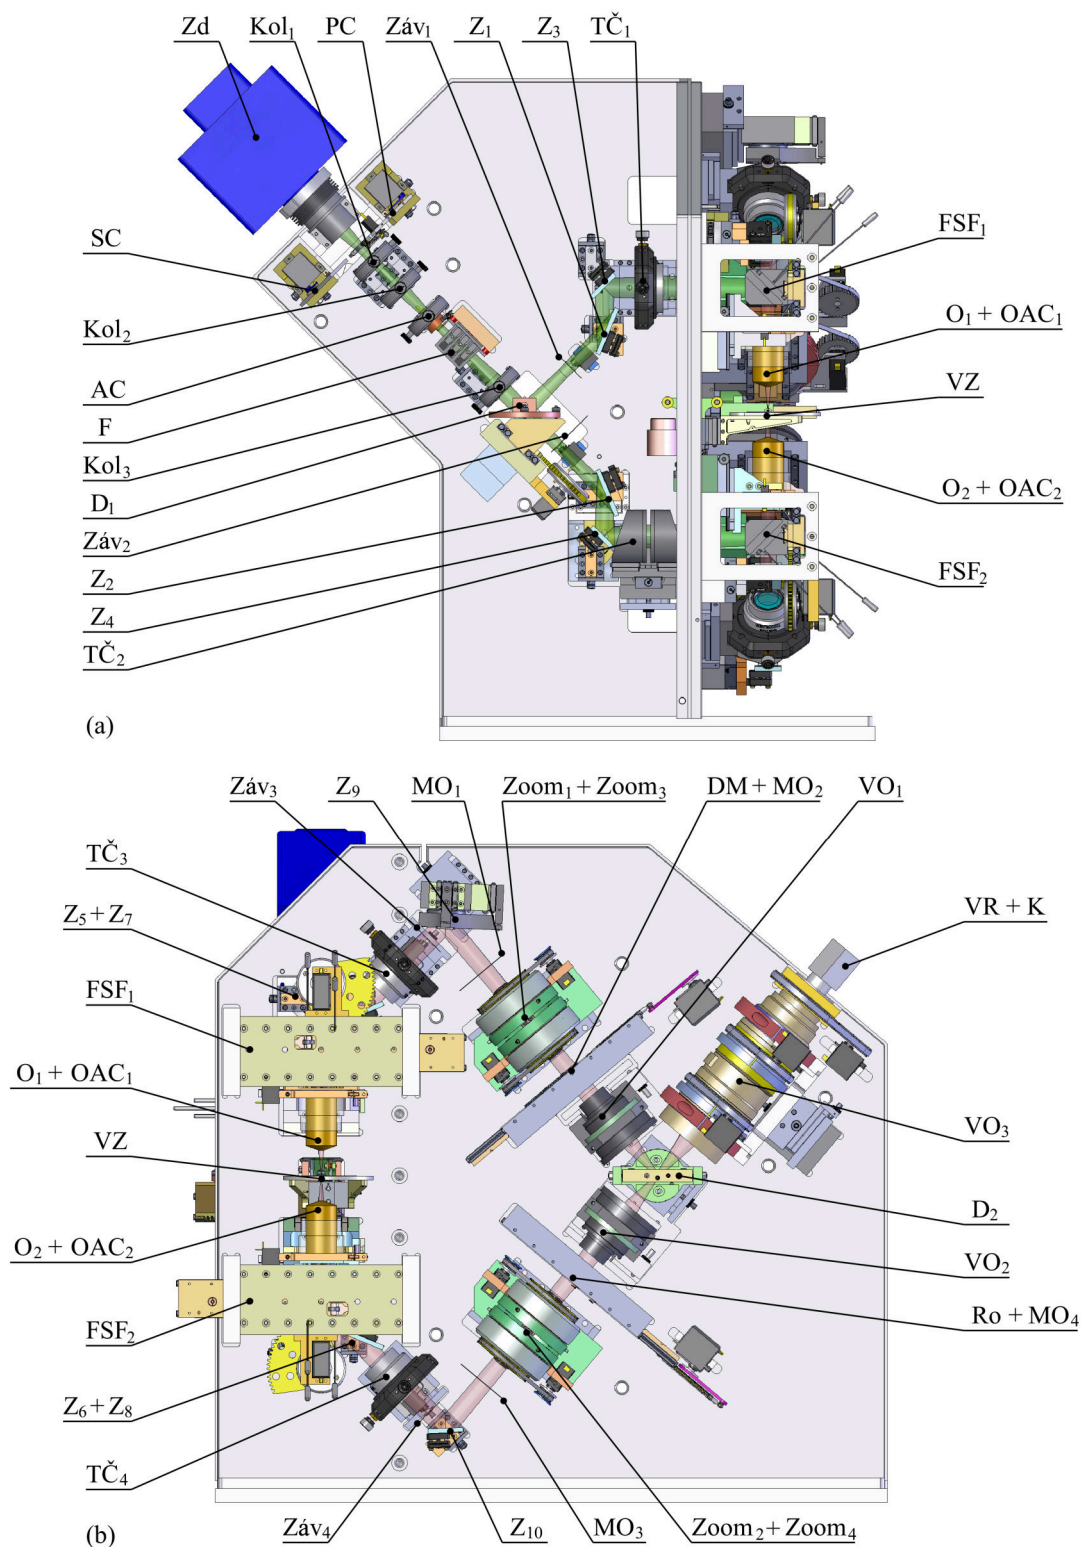 Zd Kol₁ PC Záv₁ Z₁ Z₃ TČ₁
SC
FSF₁
Kol₂
O₁ + OAC₁
AC
VZ
F
Kol₃
D₁
O₂ + OAC₂
Záv₂
Z₂
FSF₂
Z₄
TČ₂
(a)
Záv₃ Z₉ MO₁ Zoom₁ + Zoom₃ DM + MO₂ VO₁
TČ₃
Z₅ + Z₇
VR + K
FSF₁
O₁ + OAC₁
VO₃
VZ
D₂
O₂ + OAC₂
VO₂
FSF₂
Ro + MO₄
Z₆ + Z₈
TČ₄
(b)
Záv₄ Z₁₀ MO₃ Zoom₂ + Zoom₄